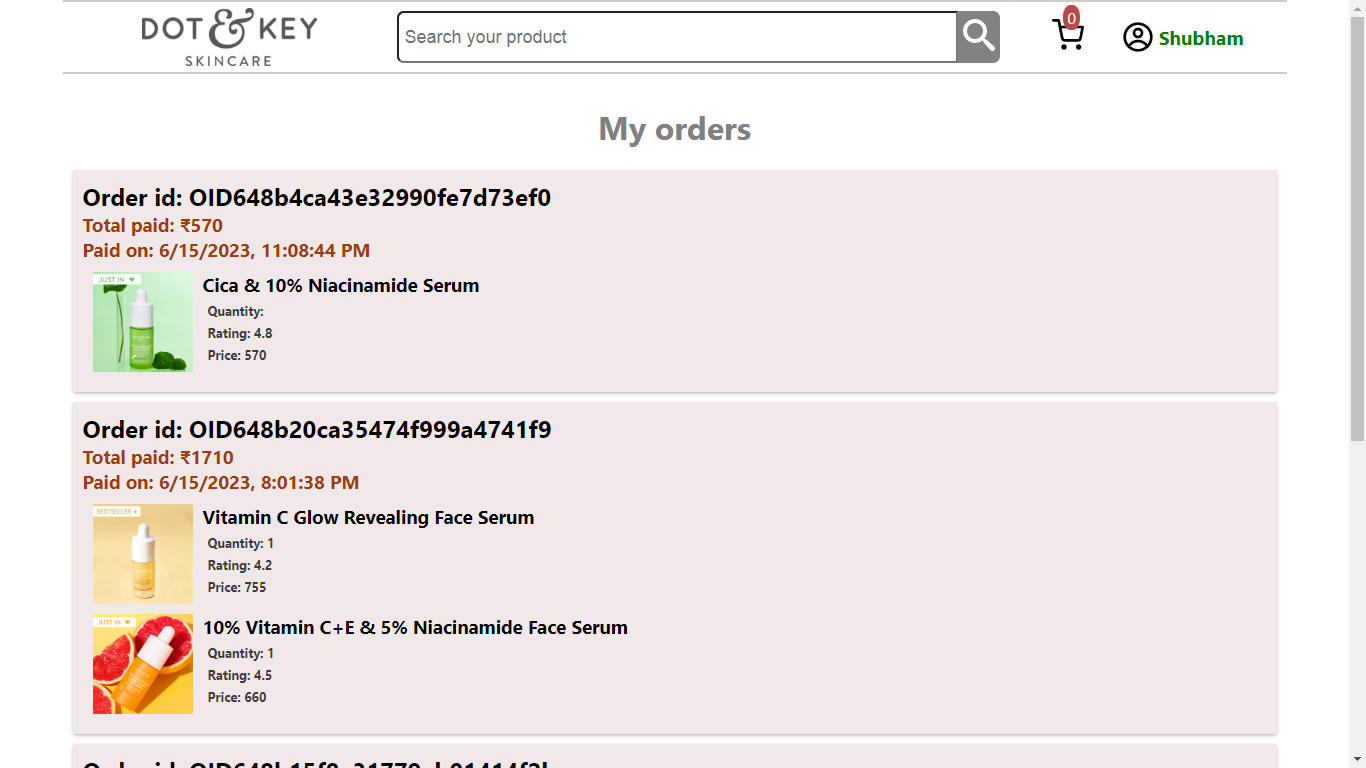 DOT & KEY
SKINCARE
Search your product
0
Shubham
My orders
Order id: OID648b4ca43e32990fe7d73ef0
Total paid: ₹570
Paid on: 6/15/2023, 11:08:44 PM
JUST IN
Cica & 10% Niacinamide Serum
Quantity:
Rating: 4.8
Price: 570
Order id: OID648b20ca35474f999a4741f9
Total paid: ₹1710
Paid on: 6/15/2023, 8:01:38 PM
BESTSELLER
Vitamin C Glow Revealing Face Serum
Quantity: 1
Rating: 4.2
Price: 755
JUST IN
10% Vitamin C+E & 5% Niacinamide Face Serum
Quantity: 1
Rating: 4.5
Price: 660
Order id: